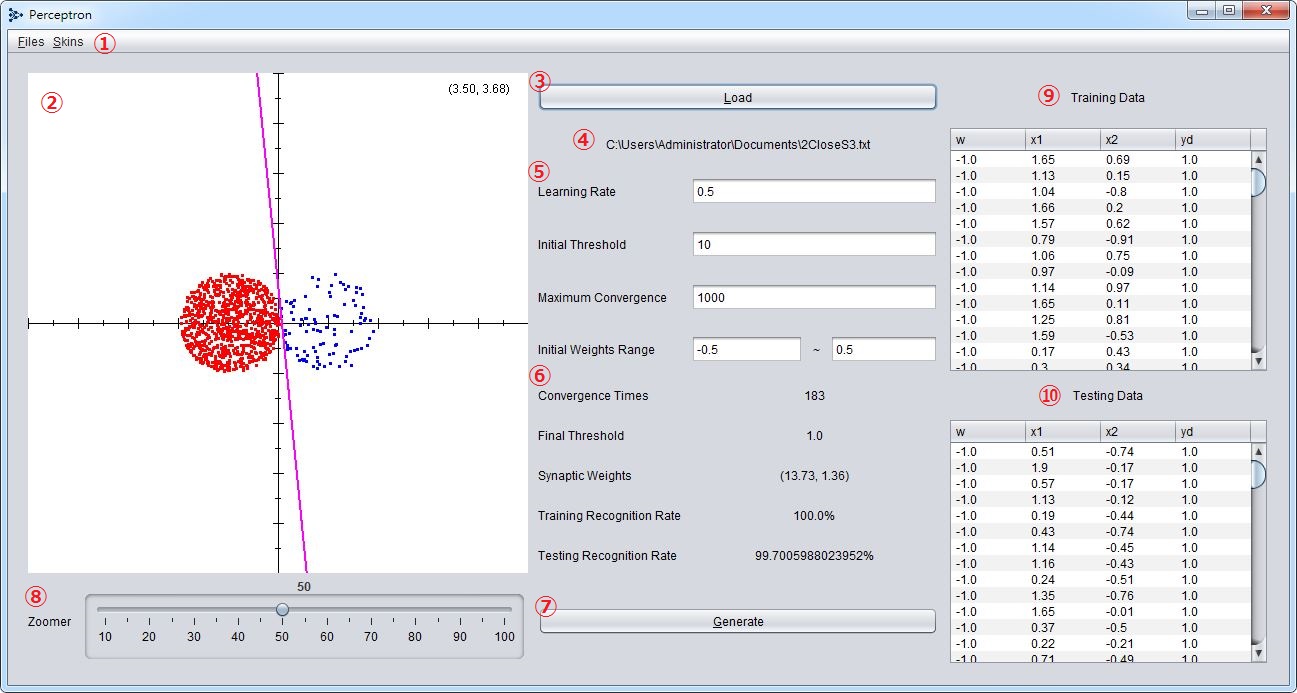 Perceptron
Files Skins ①
②
(3.50, 3.68)
③
Load
④ C:\Users\Administrator\Documents\2CloseS3.txt
⑤
Learning Rate 0.5
Initial Threshold 10
Maximum Convergence 1000
Initial Weights Range -0.5 ~ 0.5
⑥
Convergence Times 183
Final Threshold 1.0
Synaptic Weights (13.73, 1.36)
Training Recognition Rate 100.0%
Testing Recognition Rate 99.7005988023952%
⑦
Generate
⑧
Zoomer
50
10 20 30 40 50 60 70 80 90 100
⑨ Training Data
w x1 x2 yd
-1.0 1.65 0.69 1.0
-1.0 1.13 0.15 1.0
-1.0 1.04 -0.8 1.0
-1.0 1.66 0.2 1.0
-1.0 1.57 0.62 1.0
-1.0 0.79 -0.91 1.0
-1.0 1.06 0.75 1.0
-1.0 0.97 -0.09 1.0
-1.0 1.14 0.97 1.0
-1.0 1.65 0.11 1.0
-1.0 1.25 0.81 1.0
-1.0 1.59 -0.53 1.0
-1.0 0.17 0.43 1.0
-1.0 0.3 0.34 1.0
⑩ Testing Data
w x1 x2 yd
-1.0 0.51 -0.74 1.0
-1.0 1.9 -0.17 1.0
-1.0 0.57 -0.17 1.0
-1.0 1.13 -0.12 1.0
-1.0 0.19 -0.44 1.0
-1.0 0.43 -0.74 1.0
-1.0 1.14 -0.45 1.0
-1.0 1.16 -0.43 1.0
-1.0 0.24 -0.51 1.0
-1.0 1.35 -0.76 1.0
-1.0 1.65 -0.01 1.0
-1.0 0.37 -0.5 1.0
-1.0 0.22 -0.21 1.0
-1.0 0.71 -0.49 1.0